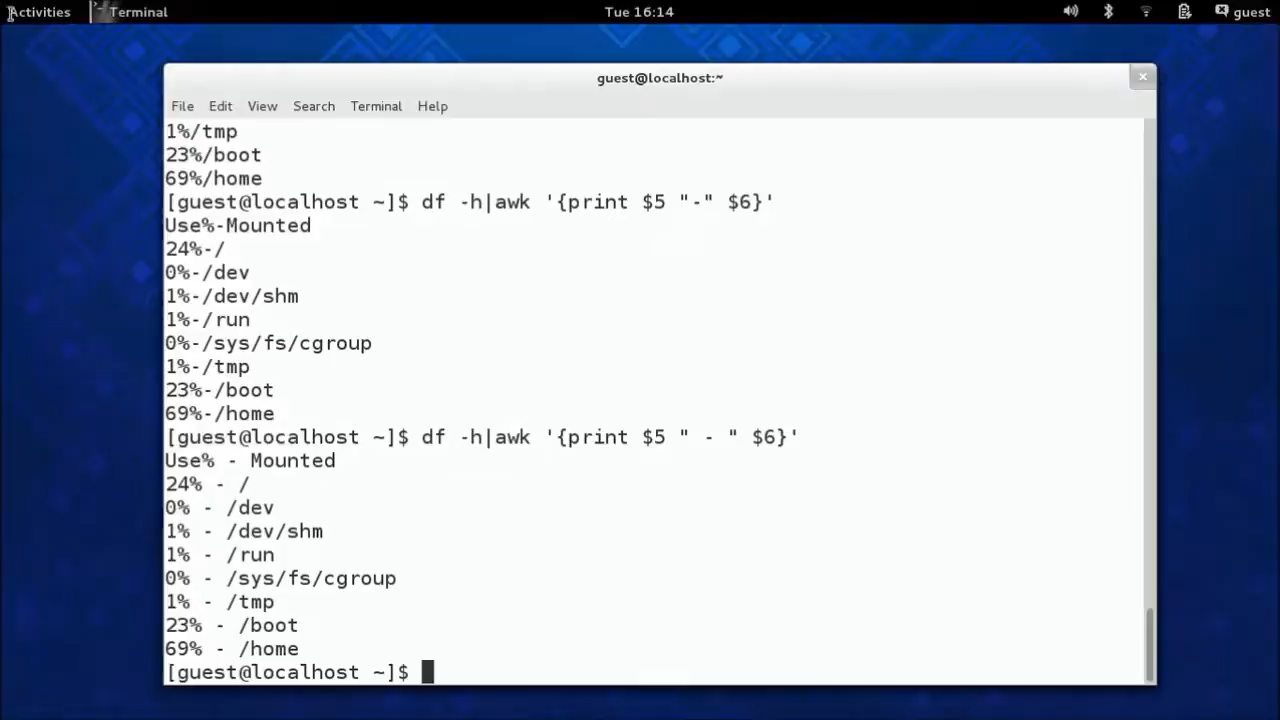 Activities Terminal Tue 16:14 guest
guest@localhost:~ ×
File Edit View Search Terminal Help
1%/tmp
23%/boot
69%/home
[guest@localhost ~]$ df -h|awk '{print $5 "-" $6}'
Use%-Mounted
24%-/
0%-/dev
1%-/dev/shm
1%-/run
0%-/sys/fs/cgroup
1%-/tmp
23%-/boot
69%-/home
[guest@localhost ~]$ df -h|awk '{print $5 " - " $6}'
Use% - Mounted
24% - /
0% - /dev
1% - /dev/shm
1% - /run
0% - /sys/fs/cgroup
1% - /tmp
23% - /boot
69% - /home
[guest@localhost ~]$